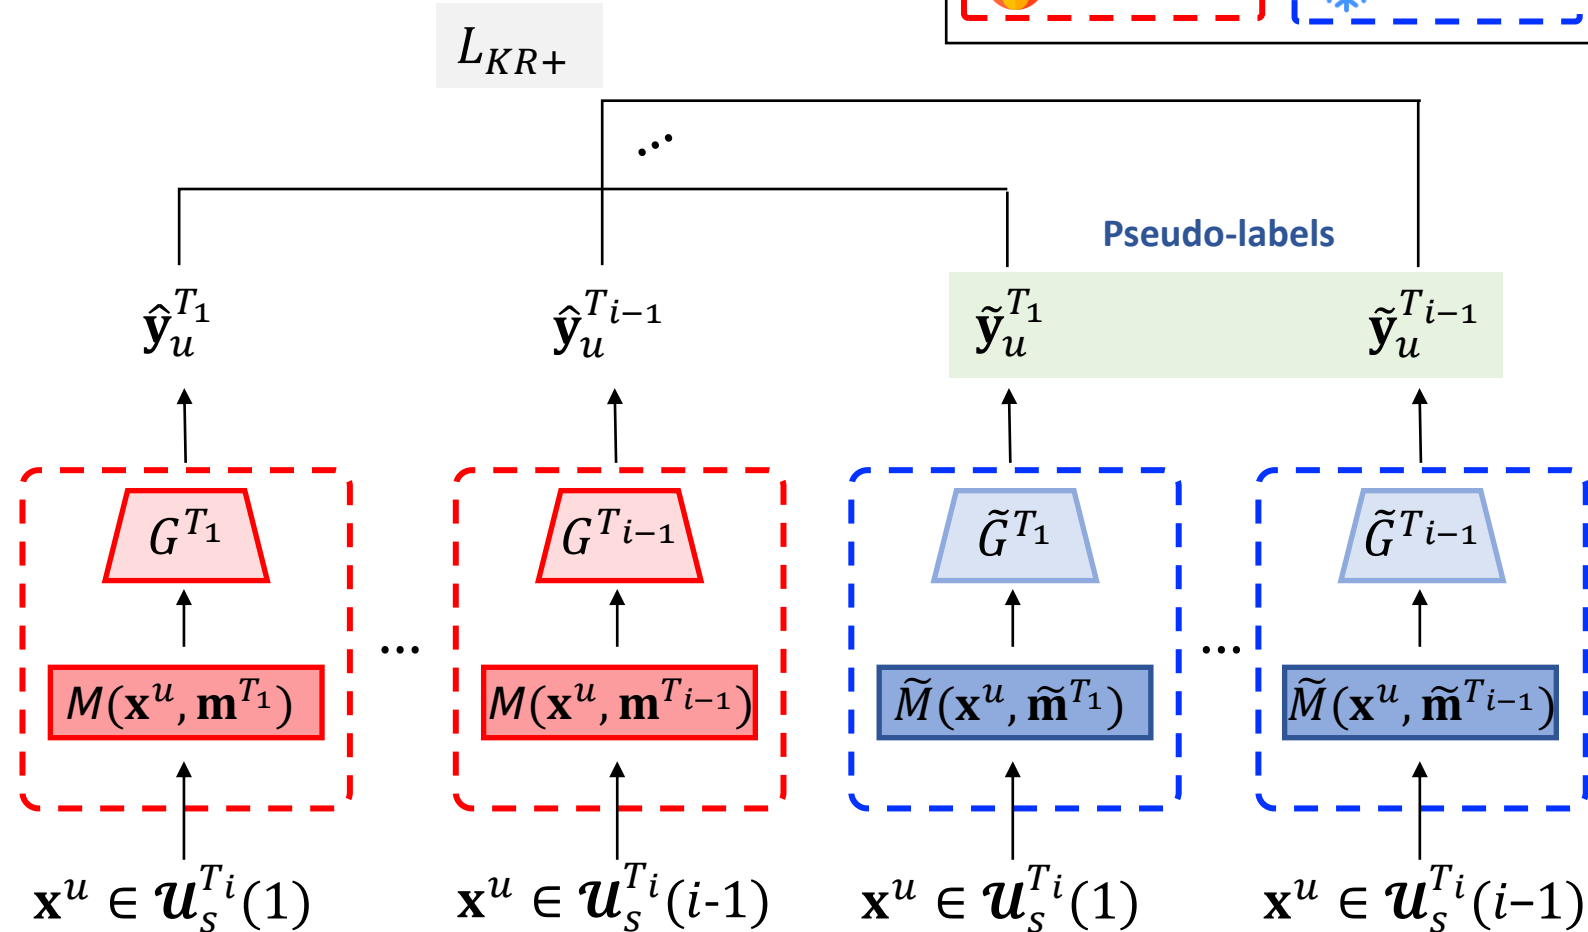 L_{KR+}
...
Pseudo-labels
ŷ_u^{T_1} ŷ_u^{T_{i-1}} ỹ_u^{T_1} ỹ_u^{T_{i-1}}
G^{T_1} G^{T_{i-1}} G̃^{T_1} G̃^{T_{i-1}}
... ...
M(x^u, m^{T_1}) M(x^u, m^{T_{i-1}}) M̃(x^u, m̃^{T_1}) M̃(x^u, m̃^{T_{i-1}})
x^u ∈ 𝓤_s^{T_i}(1) x^u ∈ 𝓤_s^{T_i}(i-1) x^u ∈ 𝓤_s^{T_i}(1) x^u ∈ 𝓤_s^{T_i}(i−1)